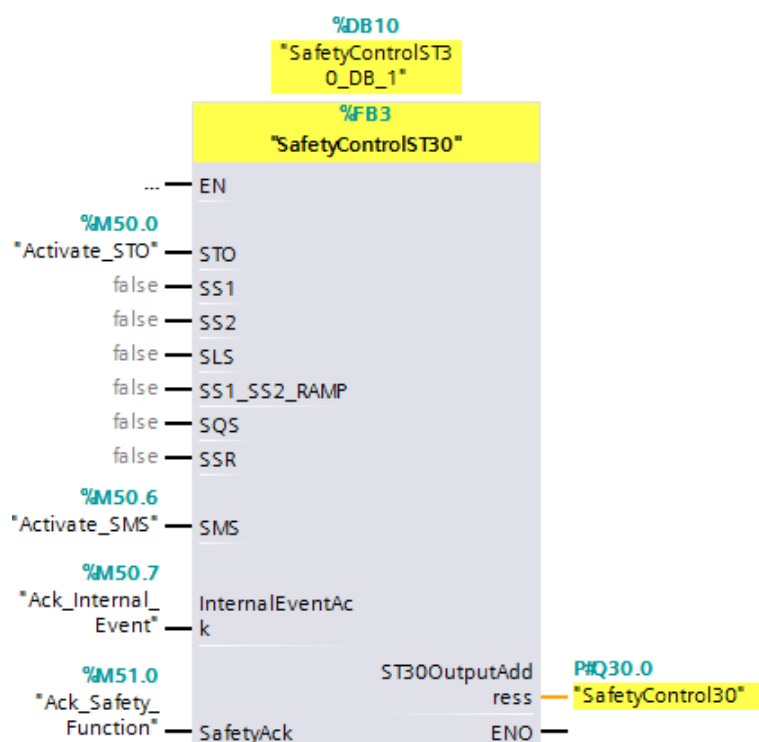 %DB10
"SafetyControlST3
0_DB_1"
%FB3
"SafetyControlST30"
... EN
%M50.0
"Activate_STO" STO
false SS1
false SS2
false SLS
false SS1_SS2_RAMP
false SQS
false SSR
%M50.6
"Activate_SMS" SMS
%M50.7
"Ack_Internal_
Event"
InternalEventAc
k
%M51.0
"Ack_Safety_
Function" SafetyAck
ST30OutputAdd
ress
P#Q30.0
"SafetyControl30"
ENO